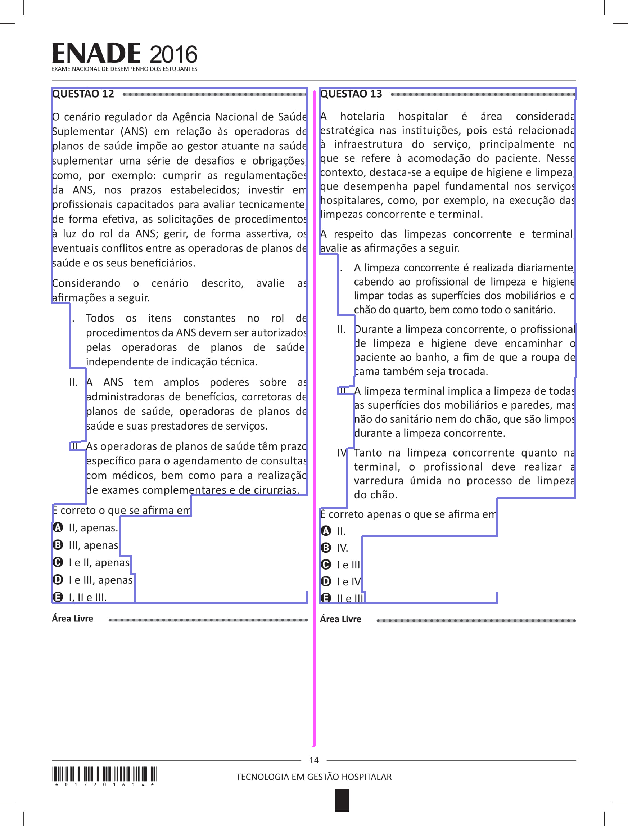 ENADE 2016
EXAME NACIONAL DE DESEMPENHO DOS ESTUDANTES
QUESTÃO 12
O cenário regulador da Agência Nacional de Saúde
Suplementar (ANS) em relação às operadoras de
planos de saúde impõe ao gestor atuante na saúde
suplementar uma série de desafios e obrigações
como, por exemplo: cumprir as regulamentações
da ANS, nos prazos estabelecidos; investir em
profissionais capacitados para avaliar tecnicamente,
de forma efetiva, as solicitações de procedimentos
à luz do rol da ANS; gerir, de forma assertiva, os
eventuais conflitos entre as operadoras de planos de
saúde e os seus beneficiários.
Considerando o cenário descrito, avalie as
afirmações a seguir.
I. Todos os itens constantes no rol de
procedimentos da ANS devem ser autorizados
pelas operadoras de planos de saúde,
independente de indicação técnica.
II. A ANS tem amplos poderes sobre as
administradoras de benefícios, corretoras de
planos de saúde, operadoras de planos de
saúde e suas prestadores de serviços.
III. As operadoras de planos de saúde têm prazo
específico para o agendamento de consultas
com médicos, bem como para a realização
de exames complementares e de cirurgias.
É correto o que se afirma em
A II, apenas.
B III, apenas.
C I e II, apenas.
D I e III, apenas.
E I, II e III.
Área Livre
QUESTÃO 13
A hotelaria hospitalar é área considerada
estratégica nas instituições, pois está relacionada
à infraestrutura do serviço, principalmente no
que se refere à acomodação do paciente. Nesse
contexto, destaca-se a equipe de higiene e limpeza,
que desempenha papel fundamental nos serviços
hospitalares, como, por exemplo, na execução das
limpezas concorrente e terminal.
A respeito das limpezas concorrente e terminal,
avalie as afirmações a seguir.
I. A limpeza concorrente é realizada diariamente,
cabendo ao profissional de limpeza e higiene
limpar todas as superfícies dos mobiliários e o
chão do quarto, bem como todo o sanitário.
II. Durante a limpeza concorrente, o profissional
de limpeza e higiene deve encaminhar o
paciente ao banho, a fim de que a roupa de
cama também seja trocada.
III. A limpeza terminal implica a limpeza de todas
as superfícies dos mobiliários e paredes, mas
não do sanitário nem do chão, que são limpos
durante a limpeza concorrente.
IV. Tanto na limpeza concorrente quanto na
terminal, o profissional deve realizar a
varredura úmida no processo de limpeza
do chão.
É correto apenas o que se afirma em
A II.
B IV.
C I e III.
D I e IV.
E II e III.
Área Livre
14
TECNOLOGIA EM GESTÃO HOSPITALAR